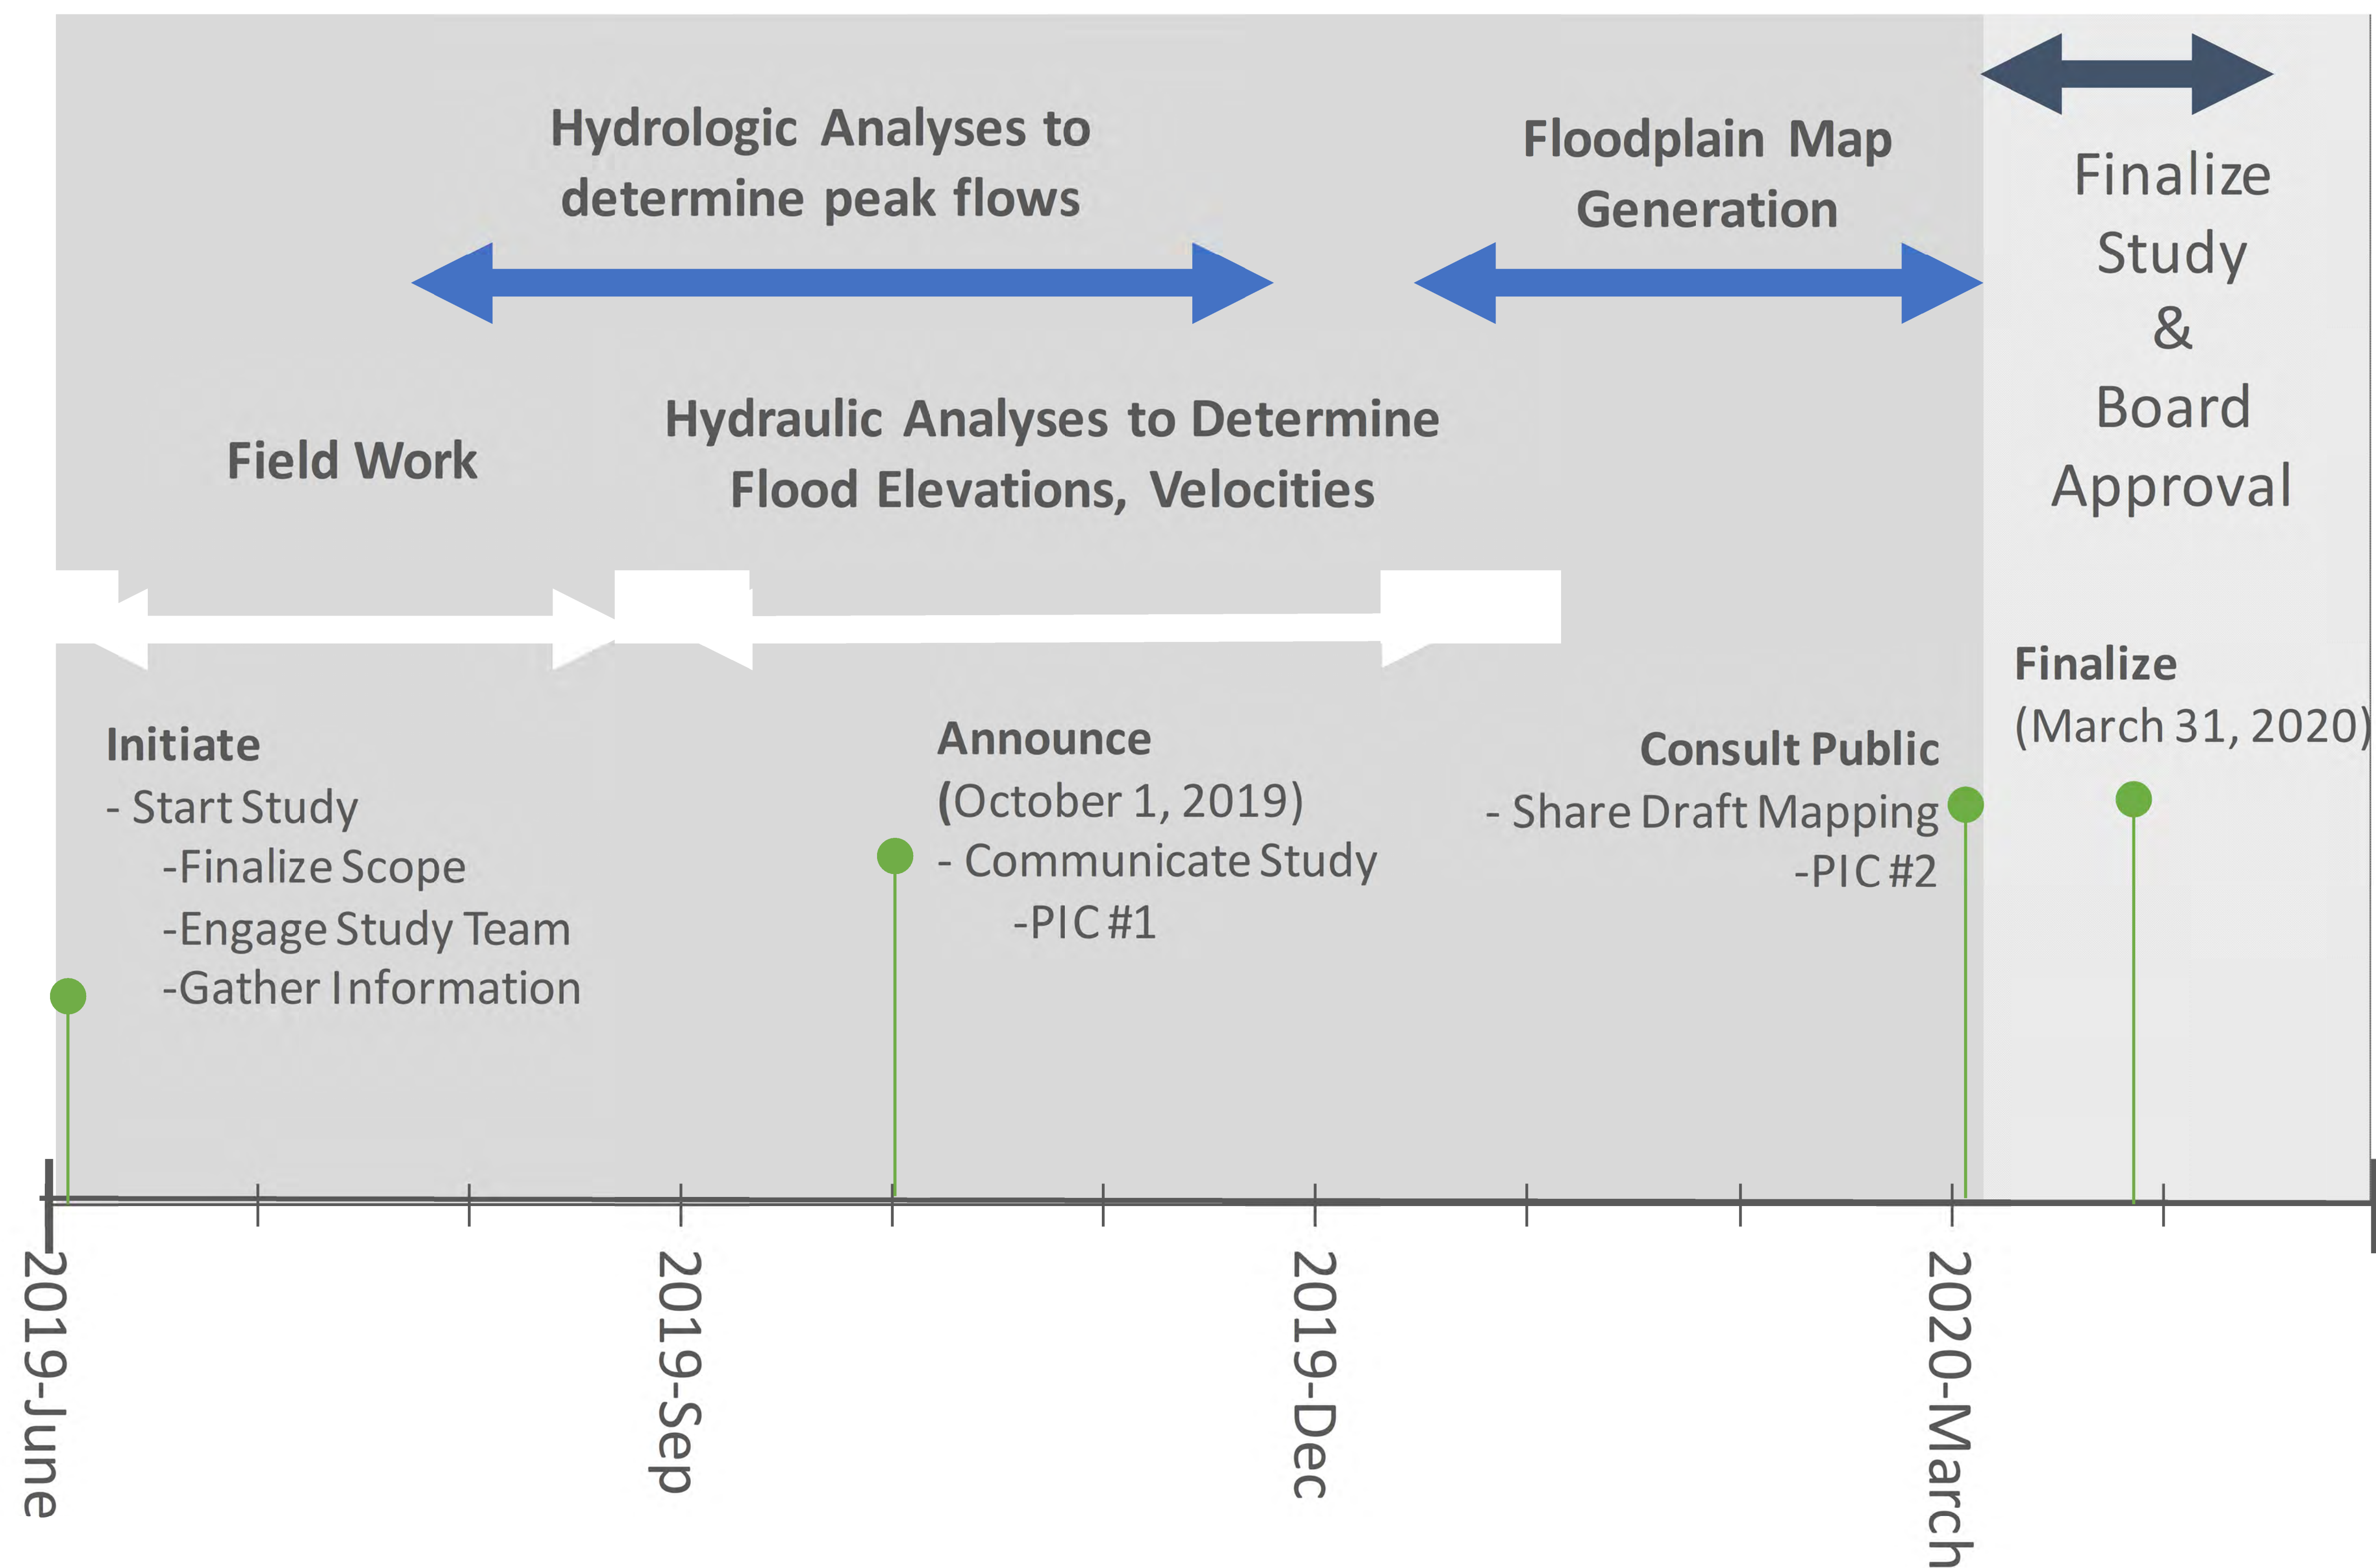 Hydrologic Analyses to
determine peak flows
Floodplain Map
Generation
Finalize
Study
&
Board
Approval
Field Work
Hydraulic Analyses to Determine
Flood Elevations, Velocities
Initiate
- Start Study
-Finalize Scope
-Engage Study Team
-Gather Information
Announce
(October 1, 2019)
- Communicate Study
-PIC #1
Consult Public
- Share Draft Mapping
-PIC #2
Finalize
(March 31, 2020)
2019-June
2019-Sep
2019-Dec
2020-March